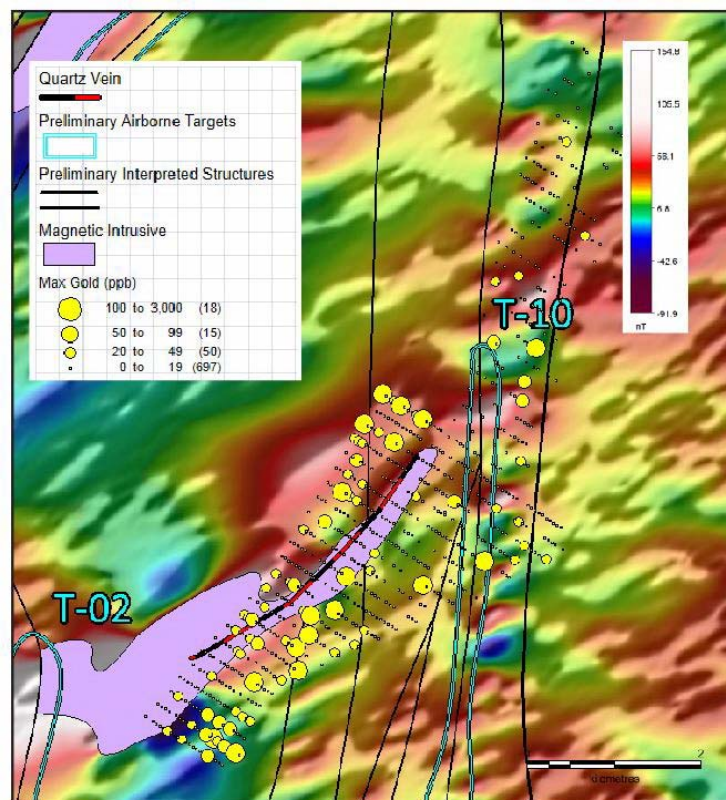 Quartz Vein
Preliminary Airborne Targets
Preliminary Interpreted Structures
Magnetic Intrusive
Max Gold (ppb)
100 to 3,000 (18)
50 to 99 (15)
20 to 49 (50)
0 to 19 (697)
154.8
105.5
6.8
-42.6
-91.9
nT
T-10
T-02
2